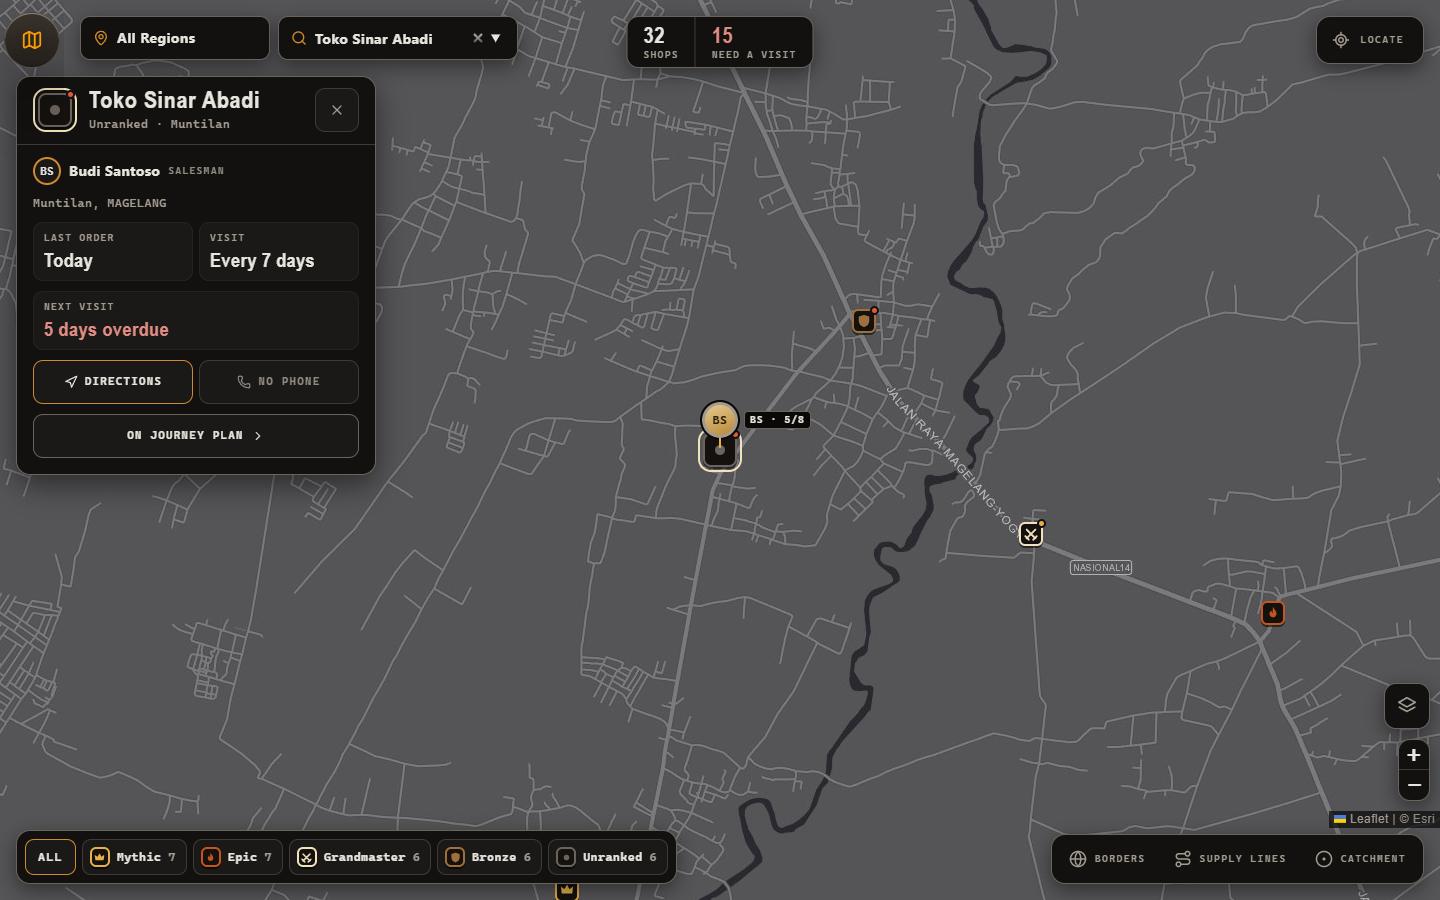 All Regions
Toko Sinar Abadi
32
SHOPS
15
NEED A VISIT
LOCATE
Toko Sinar Abadi
Unranked · Muntilan
BS
Budi Santoso SALESMAN
Muntilan, MAGELANG
LAST ORDER
Today
VISIT
Every 7 days
NEXT VISIT
5 days overdue
DIRECTIONS
NO PHONE
ON JOURNEY PLAN
BS
BS · 5/8
JALAN RAYA MAGELANG-YOG
NASIONAL14
+
−
Leaflet | © Esri
ALL
Mythic 7
Epic 7
Grandmaster 6
Bronze 6
Unranked 6
BORDERS
SUPPLY LINES
CATCHMENT